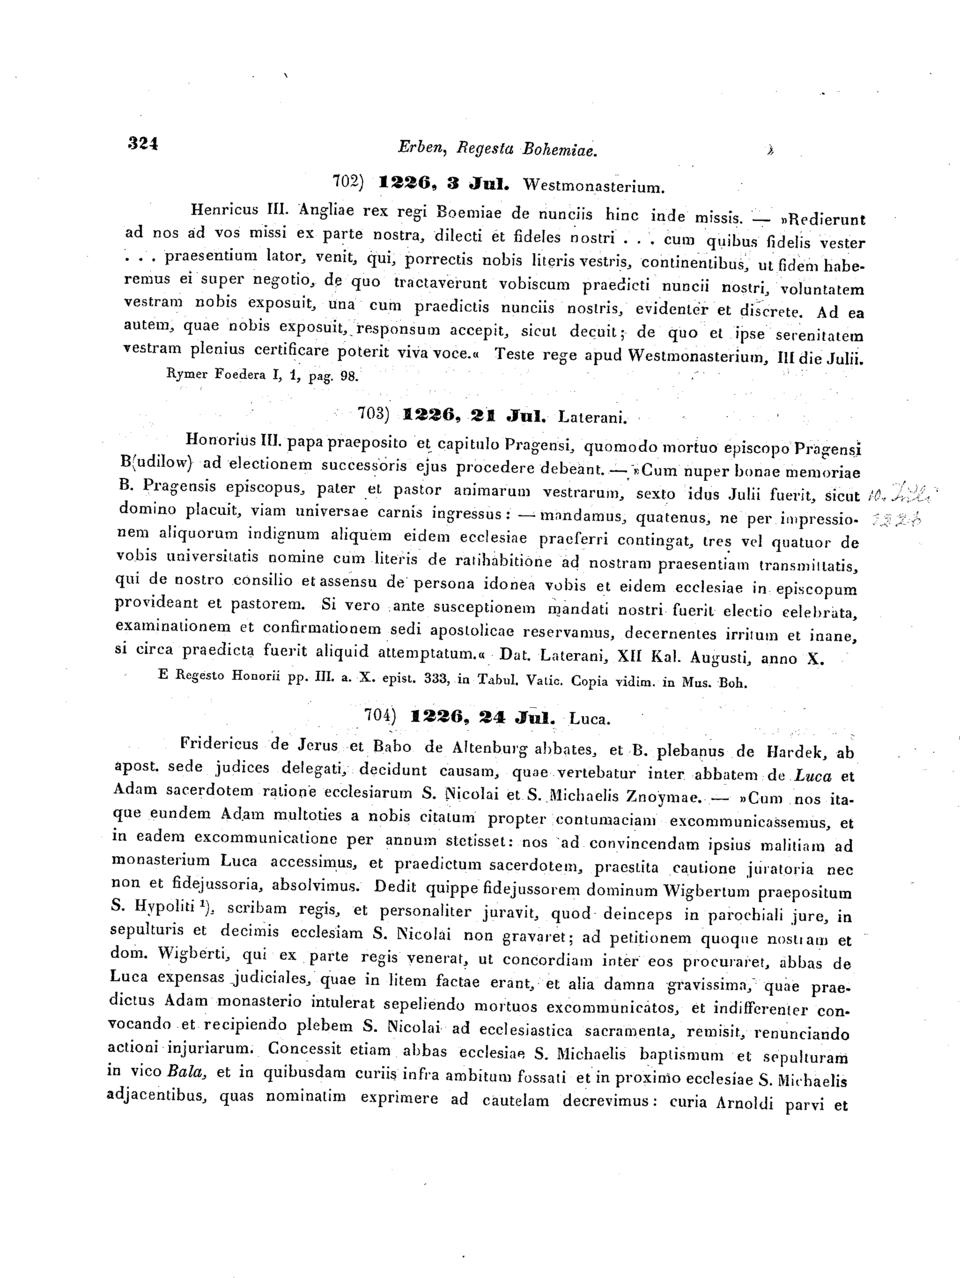 324
Erben, Regesta Bohemiae.
702) 1226, 3 Jul. Westmonasterium.
Henricus III. Angliae rex regi Boemiae de nunciis hinc inde missis. — »Redierunt
ad nos ad vos missi ex parte nostra, dilecti et fideles nostri . . . cum quibus fidelis vester
. . . praesentium lator, venit, qui, porrectis nobis literis vestris, continentibus, ut fidem habe-
remus ei super negotio, de quo tractaverunt vobiscum praedicti nuncii nostri, voluntatem
vestram nobis exposuit, una cum praedictis nunciis nostris, evidenter et discrete. Ad ea
autem, quae nobis exposuit, responsum accepit, sicut decuit; de quo et ipse serenitatem
vestram plenius certificare poterit viva voce.« Teste rege apud Westmonasterium, III die Julii.
Rymer Foedera I, 1, pag. 98.
703) 1226, 21 Jul. Laterani.
Honorius III. papa praeposito et capitulo Pragensi, quomodo mortuo episcopo Pragensi
B(udilow) ad electionem successoris ejus procedere debeant. — »Cum nuper bonae memoriae
B. Pragensis episcopus, pater et pastor animarum vestrarum, sexto idus Julii fuerit, sicut 10. Juli
domino placuit, viam universae carnis ingressus: — mandamus, quatenus, ne per impressio- 1226
nem aliquorum indignum aliquem eidem ecclesiae praeferri contingat, tres vel quatuor de
vobis universitatis nomine cum literis de ratihabitione ad nostram praesentiam transmittatis,
qui de nostro consilio et assensu de persona idonea vobis et eidem ecclesiae in episcopum
provideant et pastorem. Si vero ante susceptionem mandati nostri fuerit electio celebrata,
examinationem et confirmationem sedi apostolicae reservamus, decernentes irritum et inane,
si circa praedicta fuerit aliquid attemptatum.« Dat. Laterani, XII Kal. Augusti, anno X.
E Regesto Honorii pp. III. a. X. epist. 333, in Tabul. Vatic. Copia vidim. in Mus. Boh.
704) 1226, 24 Jul. Luca.
Fridericus de Jerus et Babo de Altenburg abbates, et B. plebanus de Hardek, ab
apost. sede judices delegati, decidunt causam, quae vertebatur inter abbatem de Luca et
Adam sacerdotem ratione ecclesiarum S. Nicolai et S. Michaelis Znoymae. — »Cum nos ita-
que eundem Adam multoties a nobis citatum propter contumaciam excommunicassemus, et
in eadem excommunicatione per annum stetisset: nos ad convincendam ipsius malitiam ad
monasterium Luca accessimus, et praedictum sacerdotem, praestita cautione juratoria nec
non et fidejussoria, absolvimus. Dedit quippe fidejussorem dominum Wigbertum praepositum
S. Hypoliti ¹), scribam regis, et personaliter juravit, quod deinceps in parochiali jure, in
sepulturis et decimis ecclesiam S. Nicolai non gravaret; ad petitionem quoque nostram et
dom. Wigberti, qui ex parte regis venerat, ut concordiam inter eos procuraret, abbas de
Luca expensas judiciales, quae in litem factae erant, et alia damna gravissima, quae prae-
dictus Adam monasterio intulerat sepeliendo mortuos excommunicatos, et indifferenter con-
vocando et recipiendo plebem S. Nicolai ad ecclesiastica sacramenta, remisit, renunciando
actioni injuriarum. Concessit etiam abbas ecclesiae S. Michaelis baptismum et sepulturam
in vico Bala, et in quibusdam curiis infra ambitum fossati et in proximo ecclesiae S. Michaelis
adjacentibus, quas nominatim exprimere ad cautelam decrevimus: curia Arnoldi parvi et